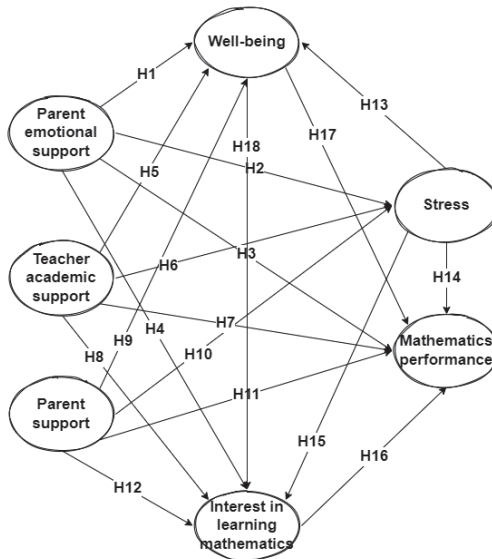 Well-being
H1
H13
Parent
emotional
support
H18
H17
H2
H5
Stress
Teacher
academic
support
H6
H3
H14
H8
H4
H9
H7
H10
Mathematics
performance
Parent
support
H11
H15
H16
H12
Interest in
learning
mathematics